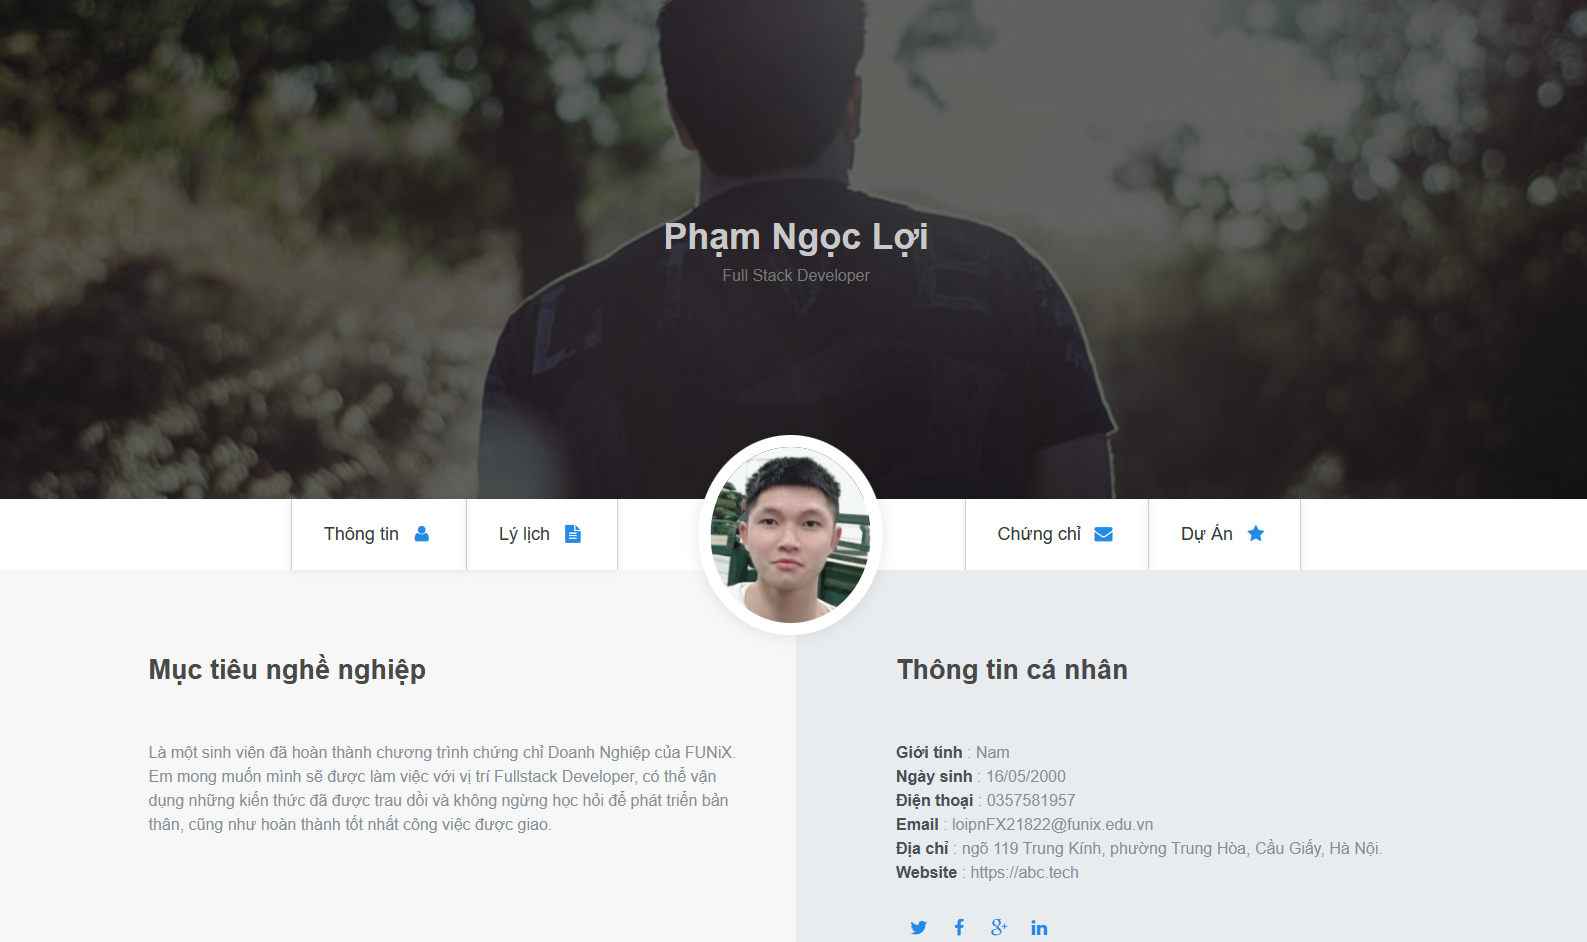 Phạm Ngọc Lợi
Full Stack Developer
Thông tin
Lý lịch
Chứng chỉ
Dự Án
Mục tiêu nghề nghiệp
Là một sinh viên đã hoàn thành chương trình chứng chỉ Doanh Nghiệp của FUNiX.
Em mong muốn mình sẽ được làm việc với vị trí Fullstack Developer, có thể vận
dụng những kiến thức đã được trau dồi và không ngừng học hỏi để phát triển bản
thân, cũng như hoàn thành tốt nhất công việc được giao.
Thông tin cá nhân
Giới tính : Nam
Ngày sinh : 16/05/2000
Điện thoại : 0357581957
Email : loipnFX21822@funix.edu.vn
Địa chỉ : ngõ 119 Trung Kính, phường Trung Hòa, Cầu Giấy, Hà Nội.
Website : https://abc.tech